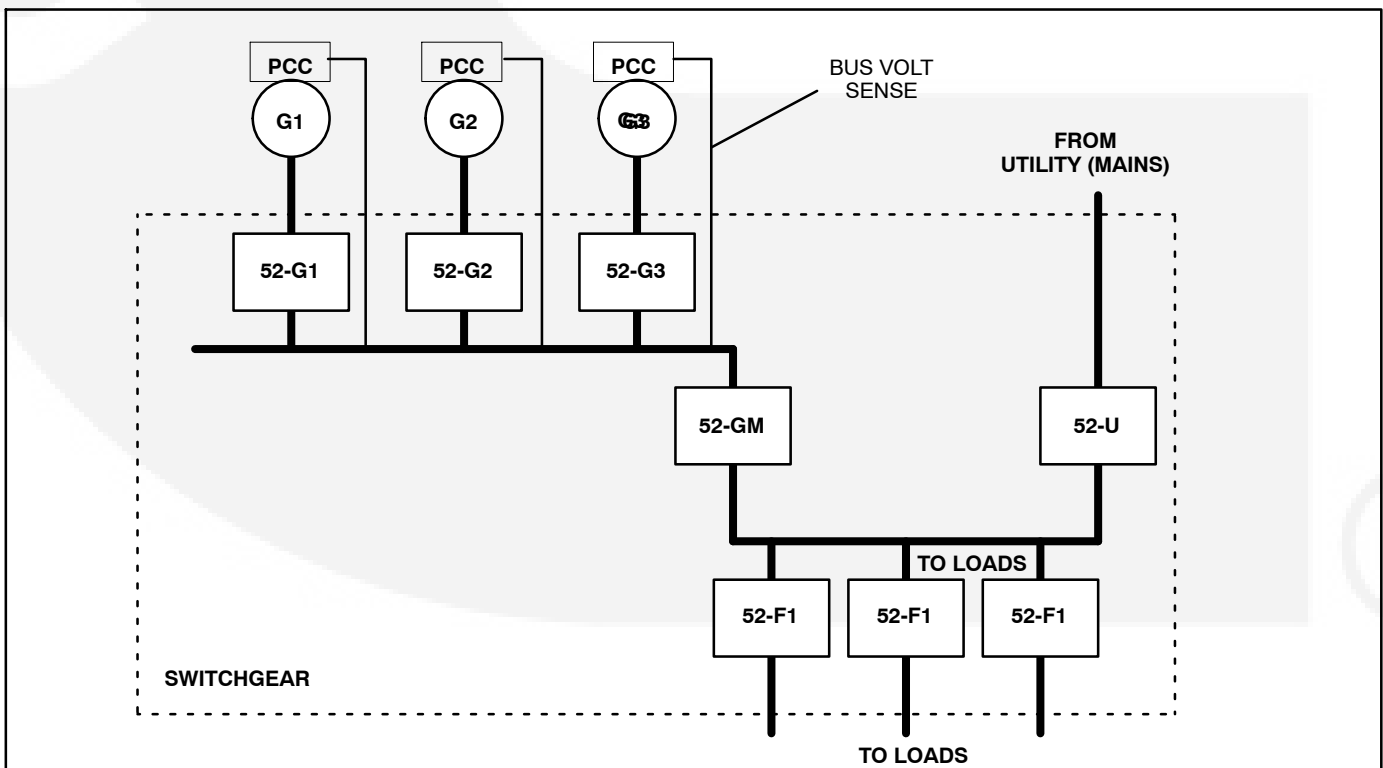 PCC
PCC
PCC
BUS VOLT
SENSE
G1
G2
G3
FROM
UTILITY (MAINS)
52-G1
52-G2
52-G3
52-GM
52-U
TO LOADS
52-F1
52-F1
52-F1
SWITCHGEAR
TO LOADS